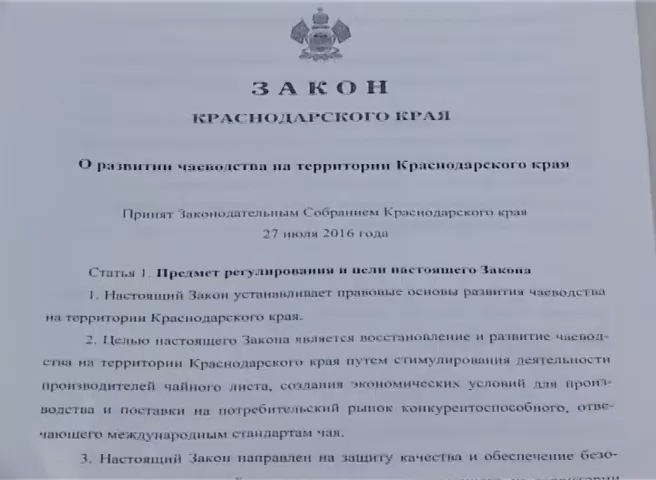 ЗАКОН
КРАСНОДАРСКОГО КРАЯ
О развитии чаеводства на территории Краснодарского края
Принят Законодательным Собранием Краснодарского края
27 июля 2016 года
Статья 1. Предмет регулирования и цели настоящего Закона
1. Настоящий Закон устанавливает правовые основы развития чаеводства
на территории Краснодарского края.
2. Целью настоящего Закона является восстановление и развитие чаевод-
ства на территории Краснодарского края путем стимулирования деятельности
производителей чайного листа, создания экономических условий для произ-
водства и поставки на потребительский рынок конкурентоспособного, отве-
чающего международным стандартам чая.
3. Настоящий Закон направлен на защиту качества и обеспечение безо-